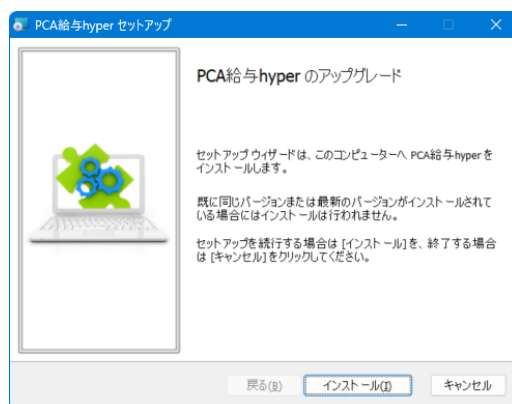 PCA給与hyper セットアップ
PCA給与hyper のアップグレード
セットアップ ウィザードは、このコンピューターへ PCA給与hyper を
インストールします。
既に同じバージョンまたは最新のバージョンがインストールされて
いる場合にはインストールは行われません。
セットアップを続行する場合は [インストール]を、終了する場合
は [キャンセル]をクリックしてください。
戻る(B) インストール(I) キャンセル